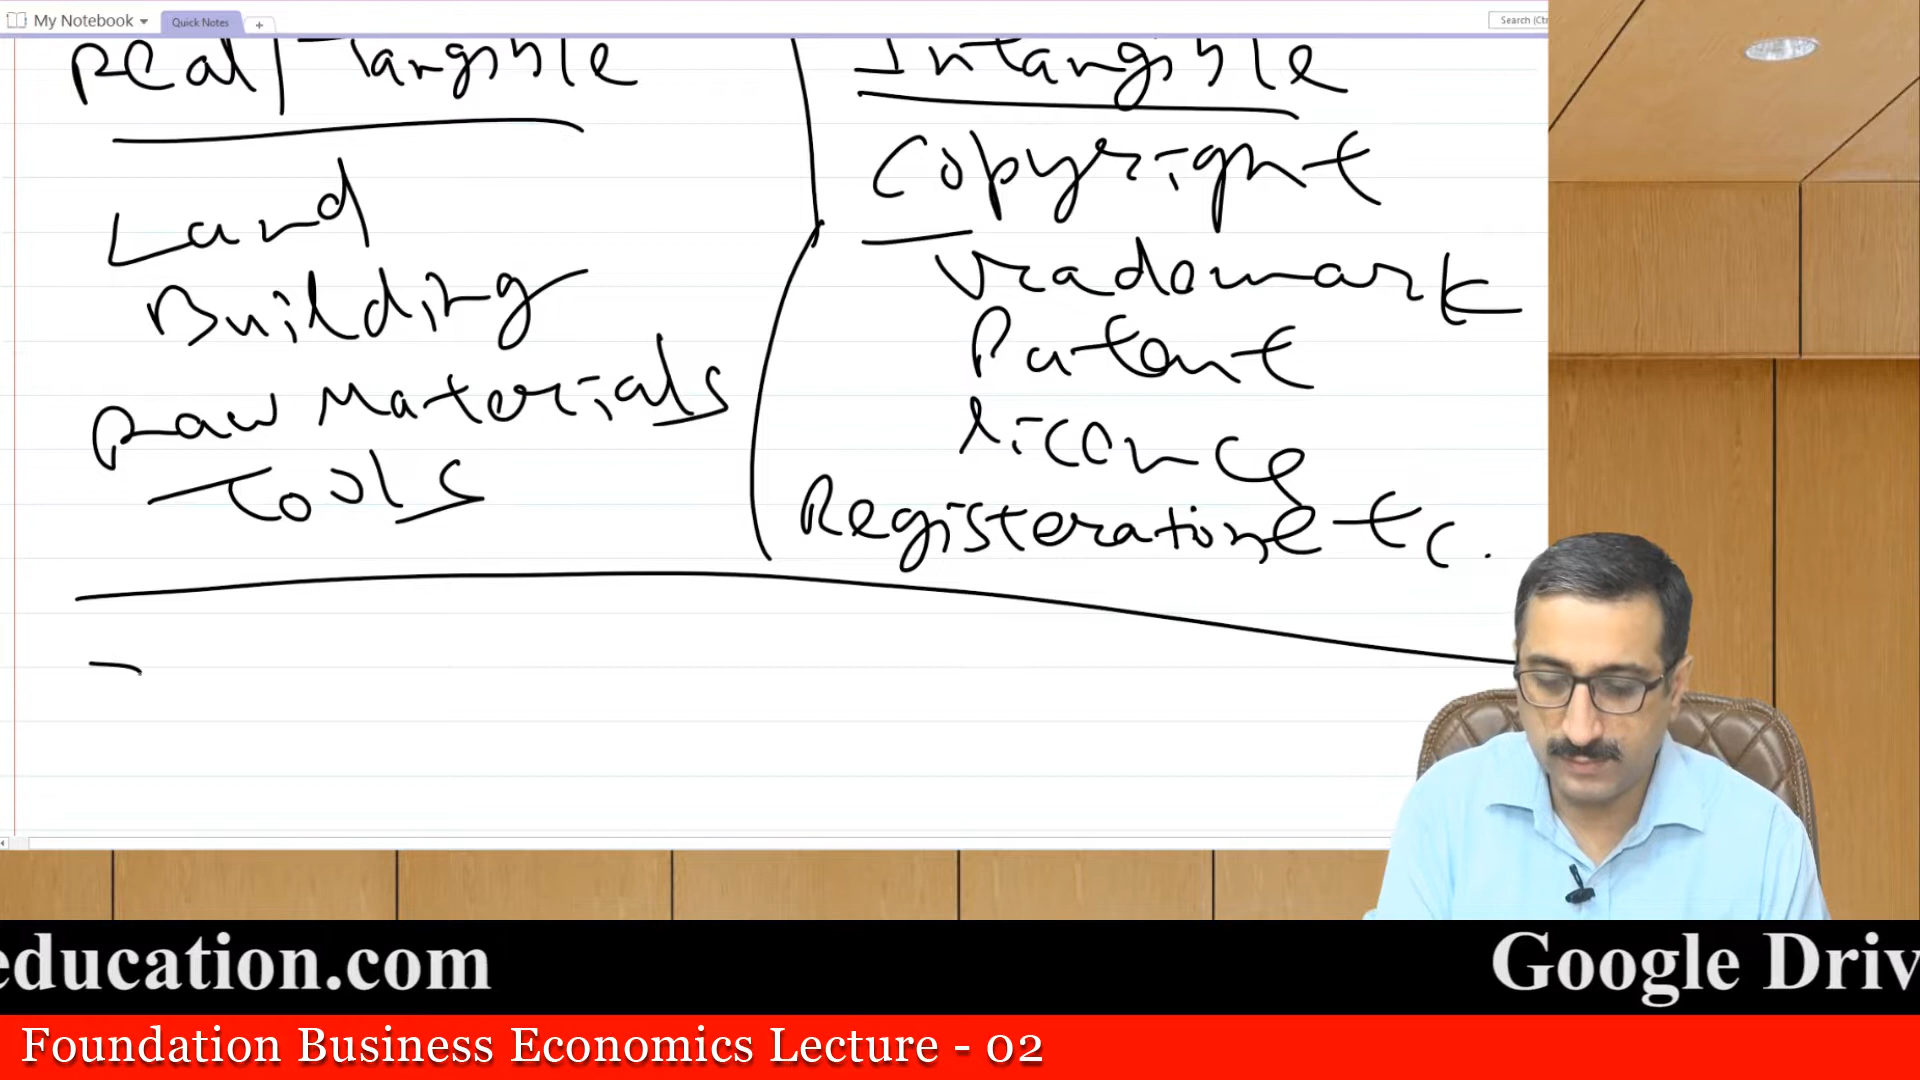 My Notebook
Quick Notes
+
Search (Ctr
Real/Tangible
Land
Building
Raw Materials
Tools
Intangible
Copyright
Trademark
Patent
Licence
Registeration etc.
education.com
Google Driv
Foundation Business Economics Lecture - 02